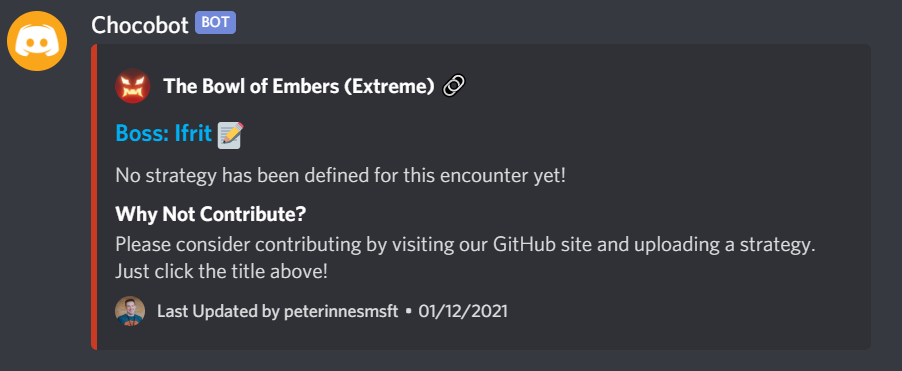 Chocobot BOT
The Bowl of Embers (Extreme)
Boss: Ifrit
No strategy has been defined for this encounter yet!
Why Not Contribute?
Please consider contributing by visiting our GitHub site and uploading a strategy.
Just click the title above!
Last Updated by peterinnesmsft • 01/12/2021